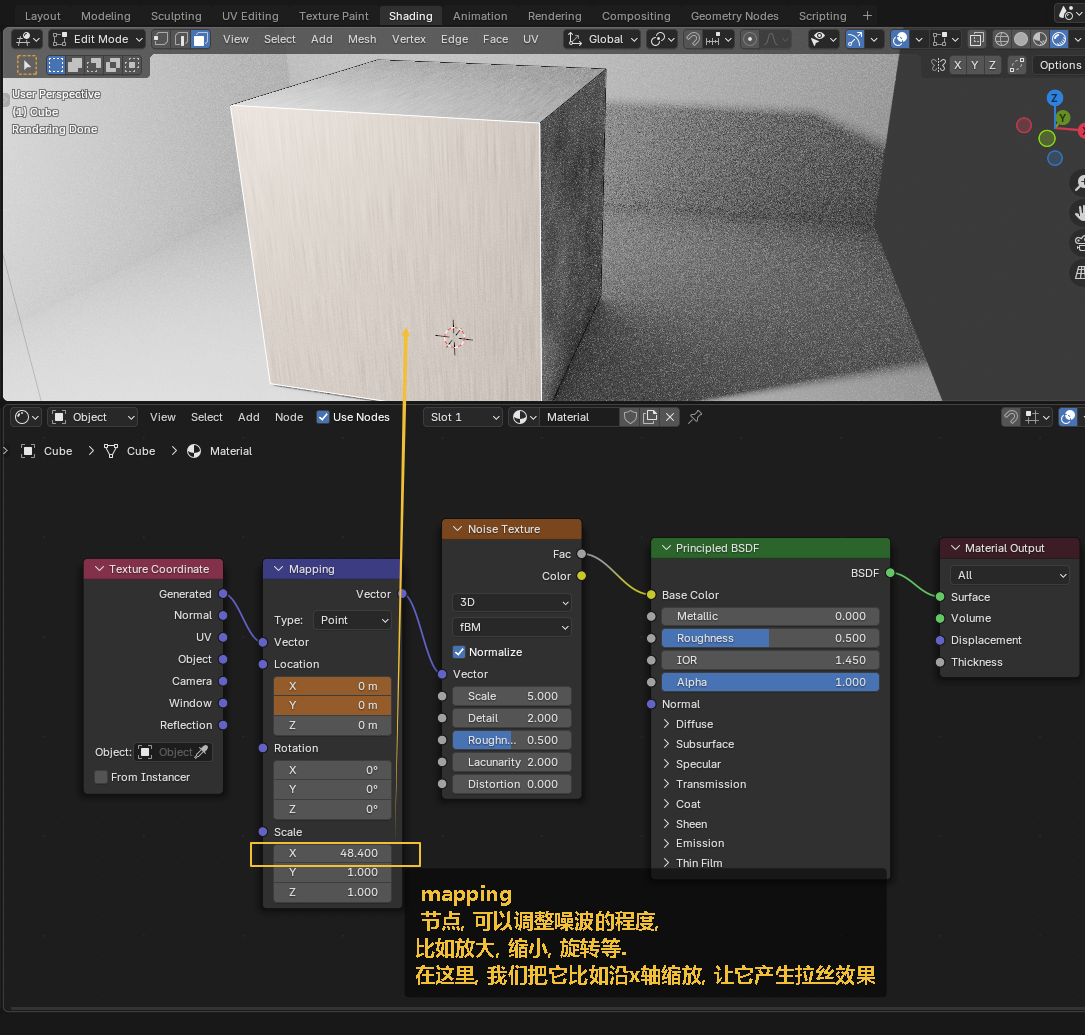 Layout Modeling Sculpting UV Editing Texture Paint Shading Animation Rendering Compositing Geometry Nodes Scripting +
Edit Mode View Select Add Mesh Vertex Edge Face UV Global
X Y Z Options
User Perspective
(1) Cube
Rendering Done
Z
Y
X
Object View Select Add Node Use Nodes Slot 1 Material
Cube Cube Material
Texture Coordinate
Generated
Normal
UV
Object
Camera
Window
Reflection
Object: Object
From Instancer
Mapping
Vector
Type: Point
Vector
Location
X 0 m
Y 0 m
Z 0 m
Rotation
X 0°
Y 0°
Z 0°
Scale
X 48.400
Y 1.000
Z 1.000
Noise Texture
Fac
Color
3D
fBM
Normalize
Vector
Scale 5.000
Detail 2.000
Roughn... 0.500
Lacunarity 2.000
Distortion 0.000
Principled BSDF
BSDF
Base Color
Metallic 0.000
Roughness 0.500
IOR 1.450
Alpha 1.000
Normal
Diffuse
Subsurface
Specular
Transmission
Coat
Sheen
Emission
Thin Film
Material Output
All
Surface
Volume
Displacement
Thickness
mapping
节点, 可以调整噪波的程度,
比如放大, 缩小, 旋转等.
在这里, 我们把它比如沿x轴缩放, 让它产生拉丝效果